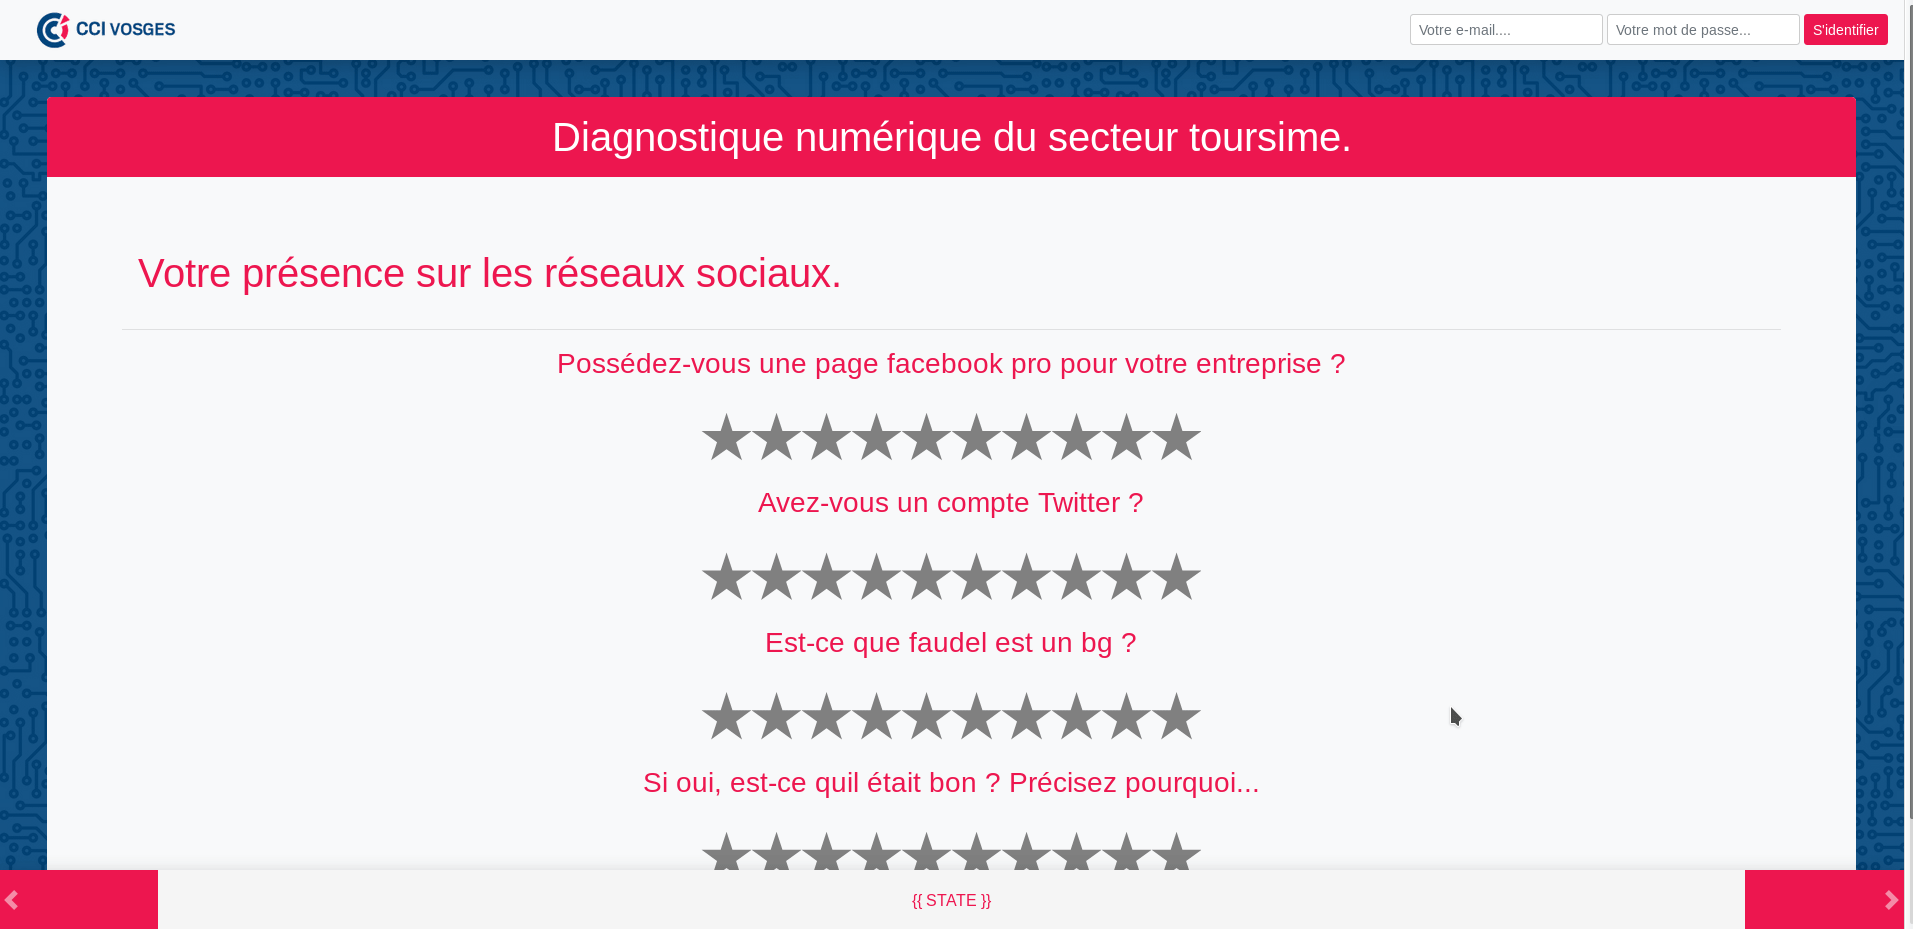 CCI VOSGES
Votre e-mail....
Votre mot de passe...
S'identifier
Diagnostique numérique du secteur toursime.
Votre présence sur les réseaux sociaux.
Possédez-vous une page facebook pro pour votre entreprise ?
Avez-vous un compte Twitter ?
Est-ce que faudel est un bg ?
Si oui, est-ce quil était bon ? Précisez pourquoi...
{{ STATE }}